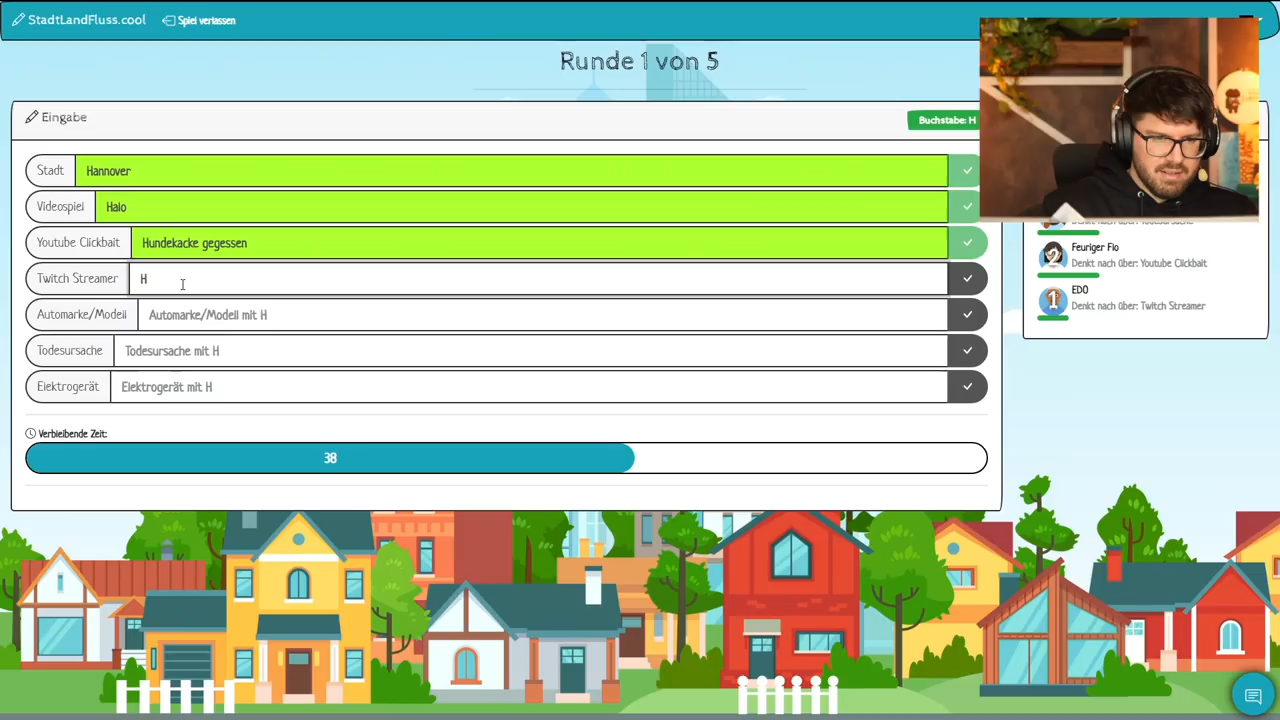 StadtLandFluss.cool
Spiel verlassen
Runde 1 von 5
Eingabe
Buchstabe: H
Stadt
Hannover
Videospiel
Halo
Youtube Clickbait
Hundekacke gegessen
Twitch Streamer
H
Automarke/Modell
Automarke/Modell mit H
Todesursache
Todesursache mit H
Elektrogerät
Elektrogerät mit H
Verbleibende Zeit:
38
2
Feuriger Flo
Denkt nach über: Youtube Clickbait
1
EDO
Denkt nach über: Twitch Streamer